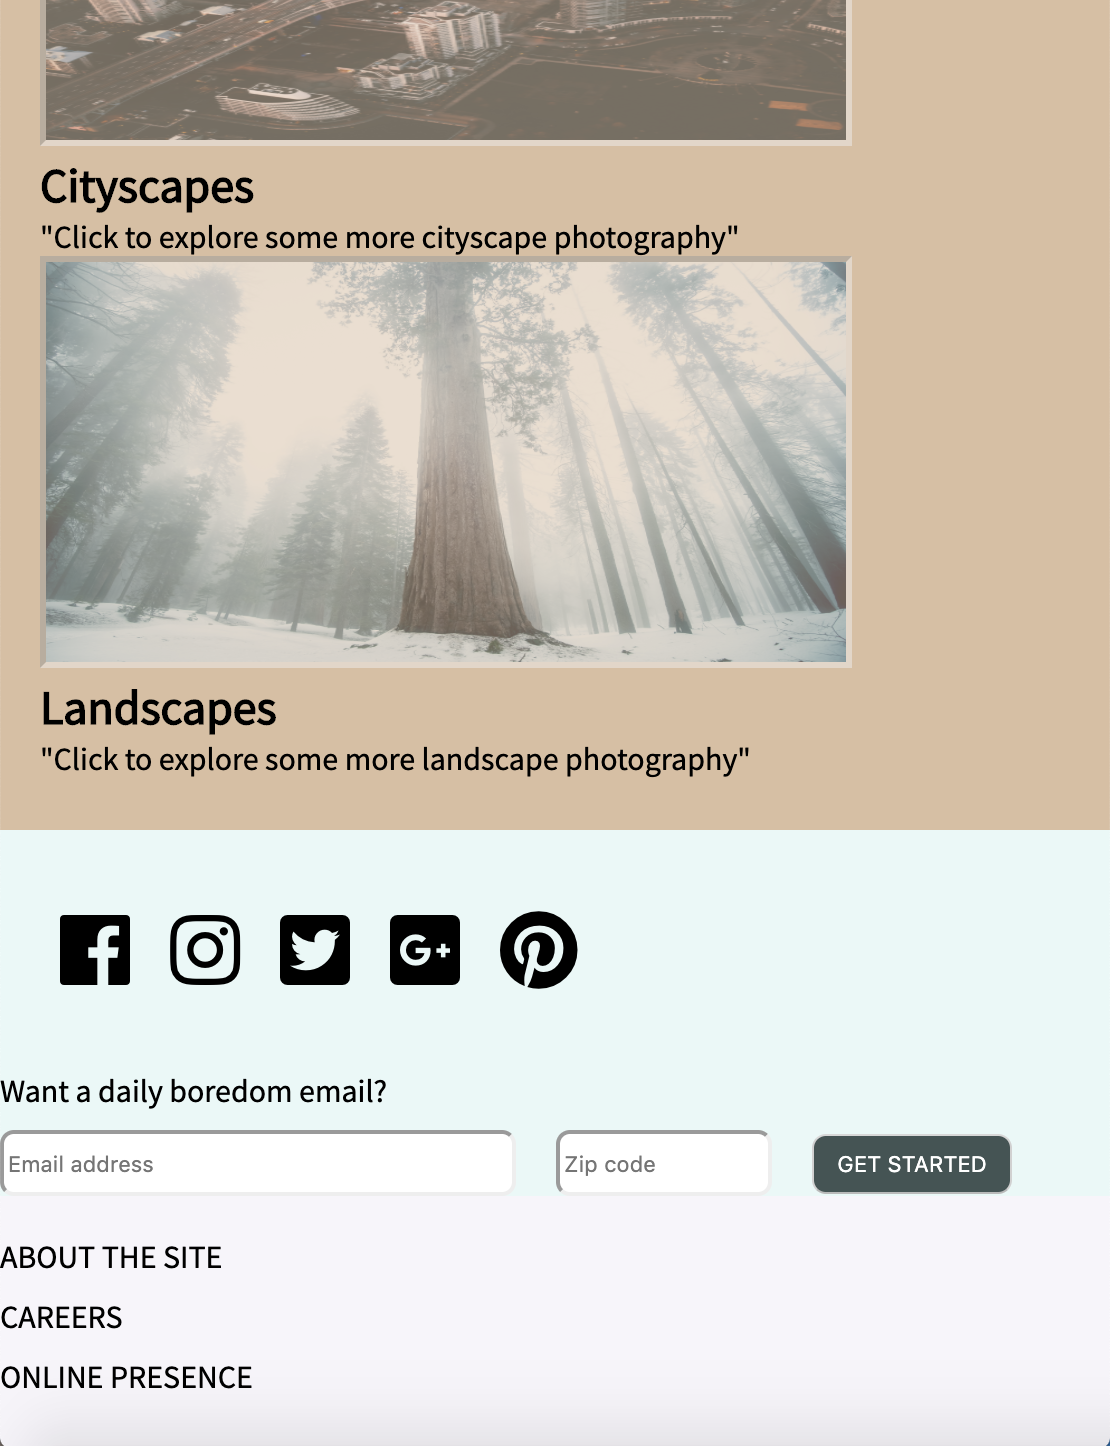 Cityscapes
"Click to explore some more cityscape photography"
Landscapes
"Click to explore some more landscape photography"
Want a daily boredom email?
Email address
Zip code
GET STARTED
ABOUT THE SITE
CAREERS
ONLINE PRESENCE